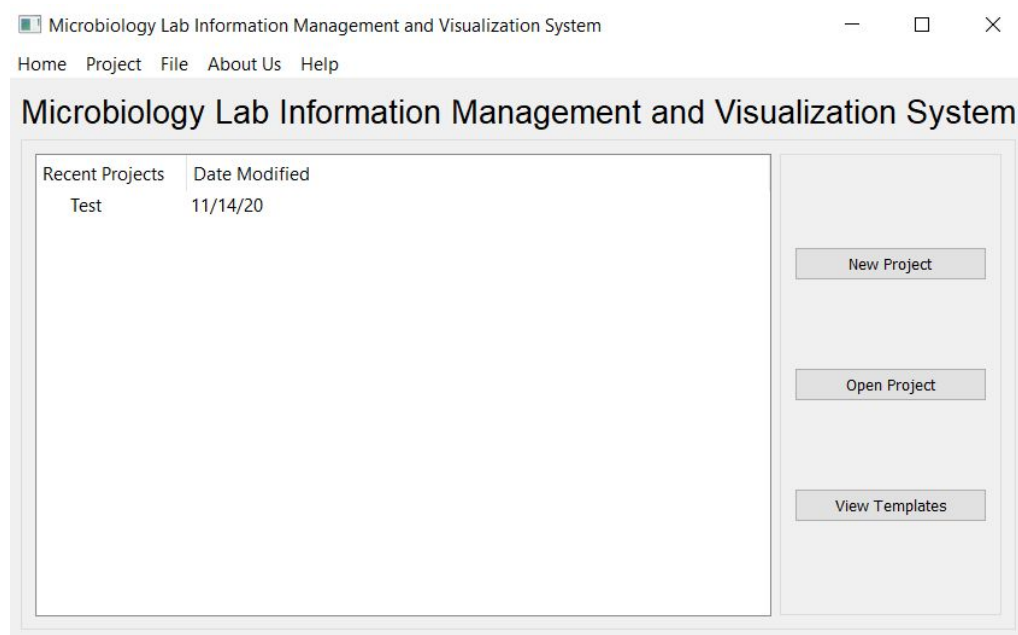 Microbiology Lab Information Management and Visualization System
Home Project File About Us Help
Microbiology Lab Information Management and Visualization System
Recent Projects Date Modified
Test 11/14/20
New Project
Open Project
View Templates